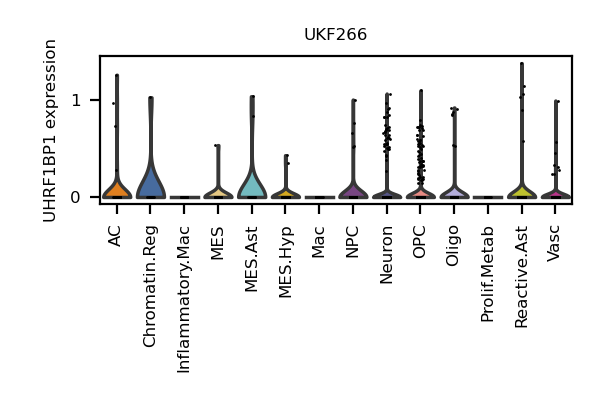 UKF266
UHRF1BP1 expression
1
0
AC
Chromatin.Reg
Inflammatory.Mac
MES
MES.Ast
MES.Hyp
Mac
NPC
Neuron
OPC
Oligo
Prolif.Metab
Reactive.Ast
Vasc